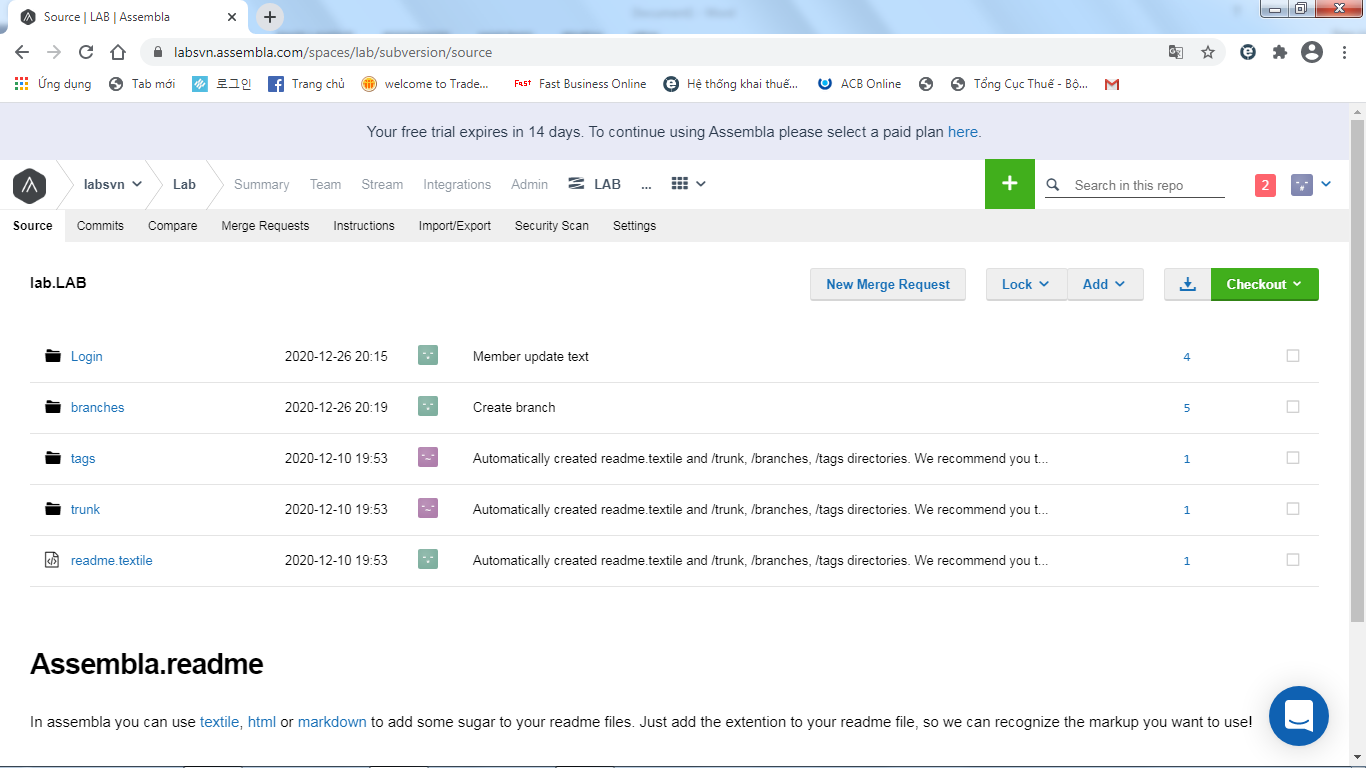 Source | LAB | Assembla
labsvn.assembla.com/spaces/lab/subversion/source
Ứng dụng Tab mới 로그인 Trang chủ welcome to Trade... Fast Fast Business Online Hệ thống khai thuế... ACB Online Tổng Cục Thuế - Bộ...
Your free trial expires in 14 days. To continue using Assembla please select a paid plan here.
labsvn Lab Summary Team Stream Integrations Admin LAB ... + Search in this repo 2
Source Commits Compare Merge Requests Instructions Import/Export Security Scan Settings
lab.LAB New Merge Request Lock Add Checkout
Login 2020-12-26 20:15 Member update text 4
branches 2020-12-26 20:19 Create branch 5
tags 2020-12-10 19:53 Automatically created readme.textile and /trunk, /branches, /tags directories. We recommend you t... 1
trunk 2020-12-10 19:53 Automatically created readme.textile and /trunk, /branches, /tags directories. We recommend you t... 1
readme.textile 2020-12-10 19:53 Automatically created readme.textile and /trunk, /branches, /tags directories. We recommend you t... 1
Assembla.readme
In assembla you can use textile, html or markdown to add some sugar to your readme files. Just add the extention to your readme file, so we can recognize the markup you want to use!